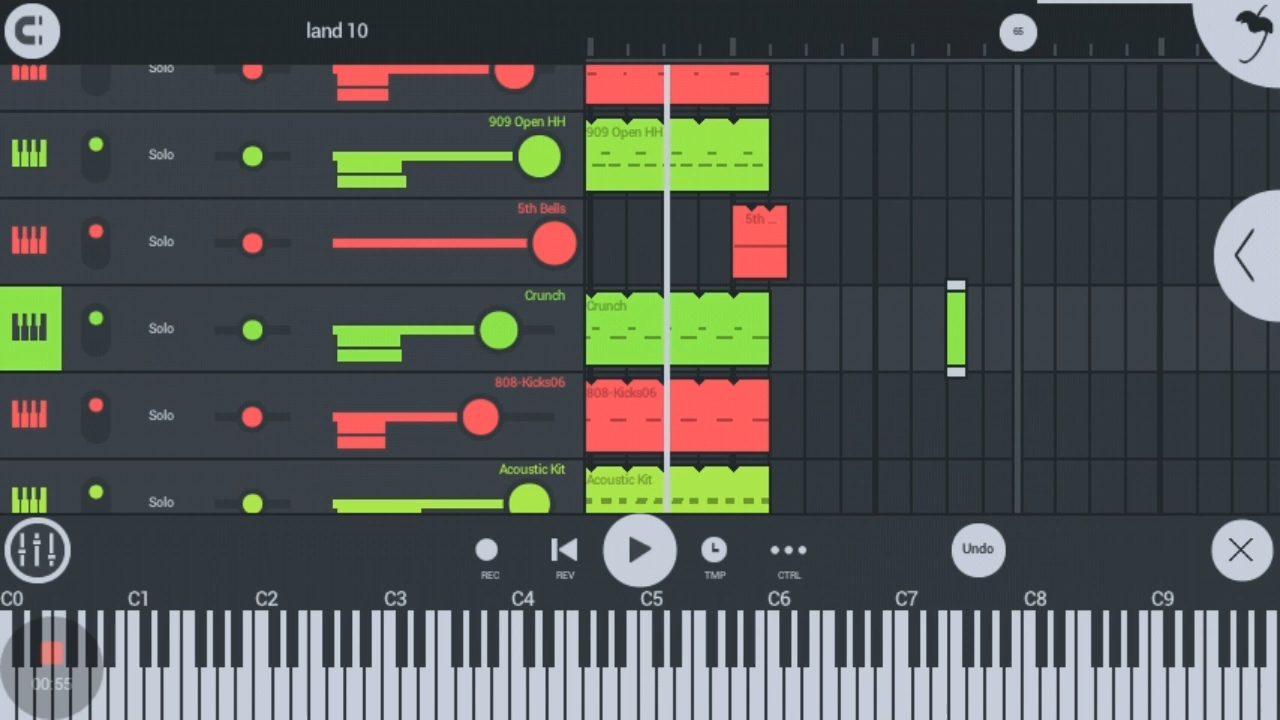 land 10
65
Solo
909 Open HH
909 Open HH
Solo
5th Bells
5th ...
Solo
Crunch
Crunch
Solo
808-Kicks06
808-Kicks06
Solo
Acoustic Kit
Acoustic Kit
Solo
REC
REV
TMP
CTRL
Undo
C0 C1 C2 C3 C4 C5 C6 C7 C8 C9
00:55